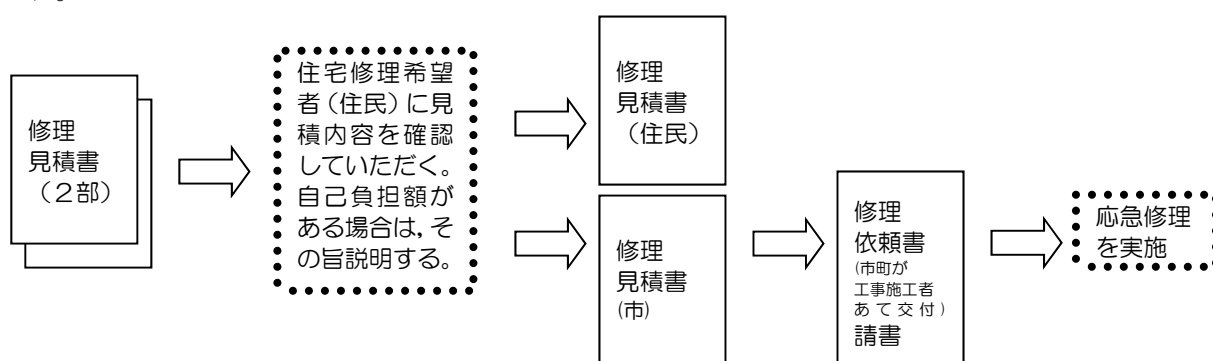 修理
見積書
（２部）
住宅修理希望
者（住民）に見
積内容を確認
していただく。
自己負担額が
ある場合は，そ
の旨説明する。
修理
見積書
（住民）
修理
見積書
(市)
修理
依頼書
(市町が
工事施工者
あて交付)
請書
応急修理
を実施